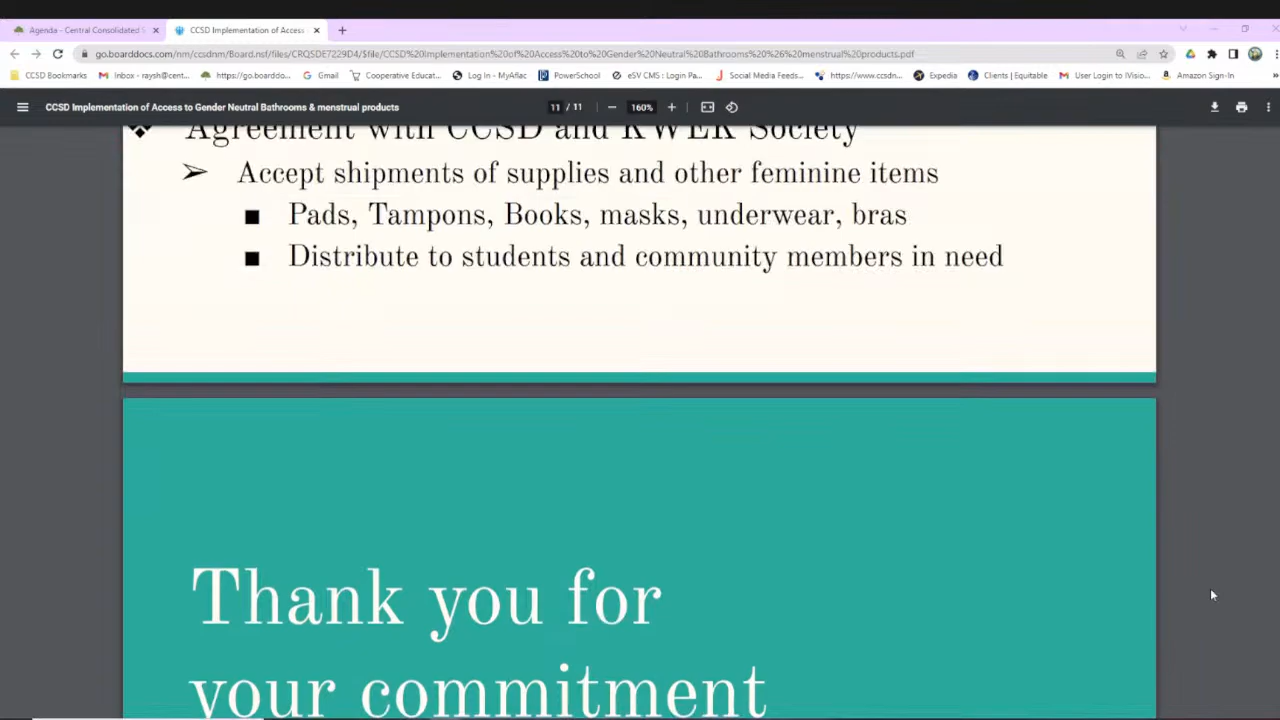 Agenda - Central Consolidated S
CCSD Implementation of Access
go.boarddocs.com/nm/ccsdnm/Board.nsf/files/CRQSDE7229D4/$file/CCSD%20Implementation%20of%20Access%20to%20Gender%20Neutral%20Bathrooms%20%26%20menstrual%20products.pdf
CCSD Bookmarks
Inbox - raysh@cent...
https://go.boarddo...
Gmail
Cooperative Educat...
Log In - MyAflac
PowerSchool
eSV CMS : Login Pa...
Social Media Feeds...
https://www.ccsdn...
Expedia
Clients | Equitable
User Login to iVisio...
Amazon Sign-In
CCSD Implementation of Access to Gender Neutral Bathrooms & menstrual products
11 / 11
160%
Agreement with CCSD and KWEK Society
Accept shipments of supplies and other feminine items
Pads, Tampons, Books, masks, underwear, bras
Distribute to students and community members in need
Thank you for
your commitment